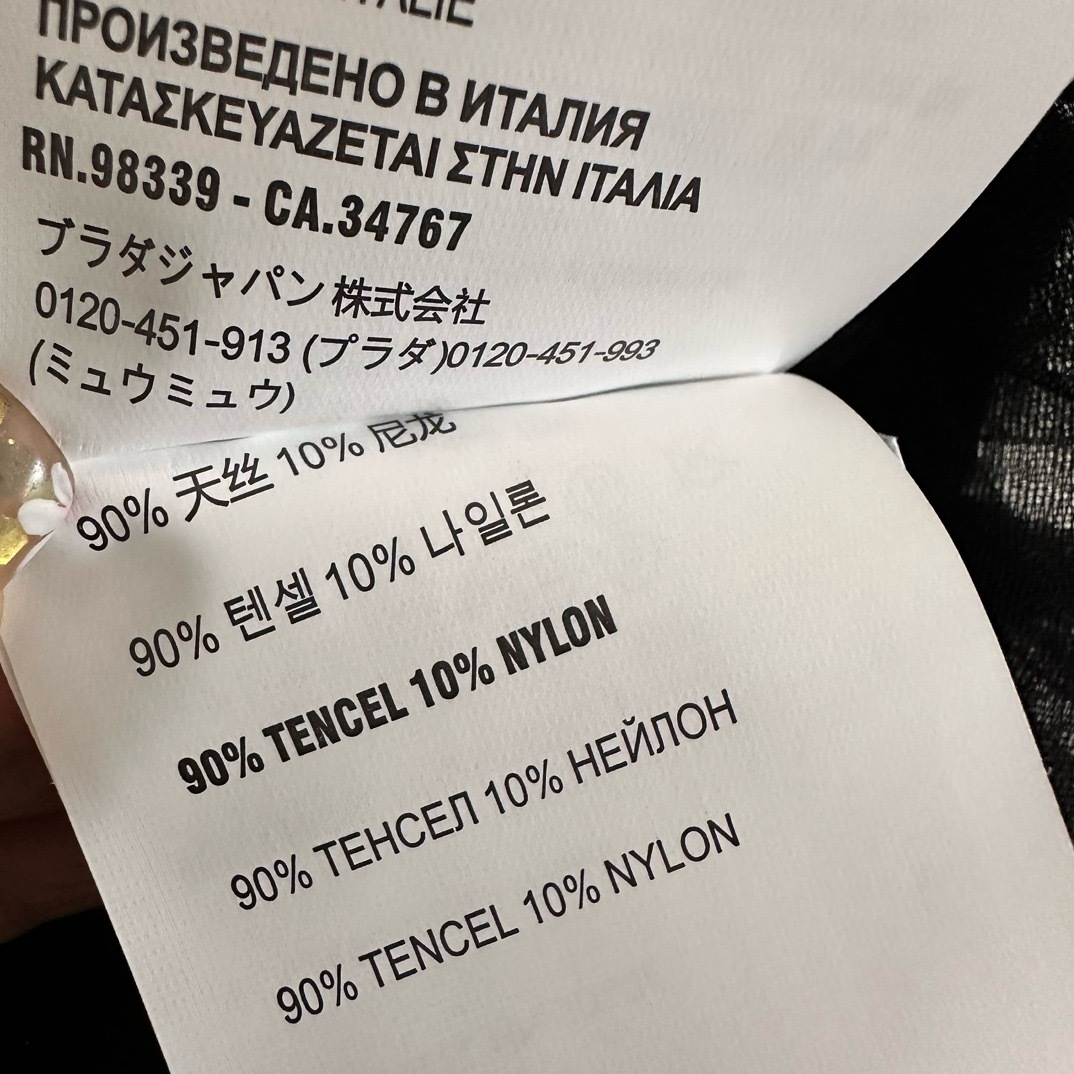 ПРОИЗВЕДЕНО В ИТАЛИЯ
ΚΑΤΑΣΚΕΥΑΖΕΤΑΙ ΣΤΗΝ ΙΤΑΛΙΑ
RN.98339 - CA.34767
プラダジャパン 株式会社
0120-451-913 (プラダ)0120-451-993
(ミュウミュウ)
90% 天丝 10% 尼龙
90% 텐셀 10% 나일론
90% TENCEL 10% NYLON
90% ТЕНСЕЛ 10% НЕЙЛОН
90% TENCEL 10% NYLON